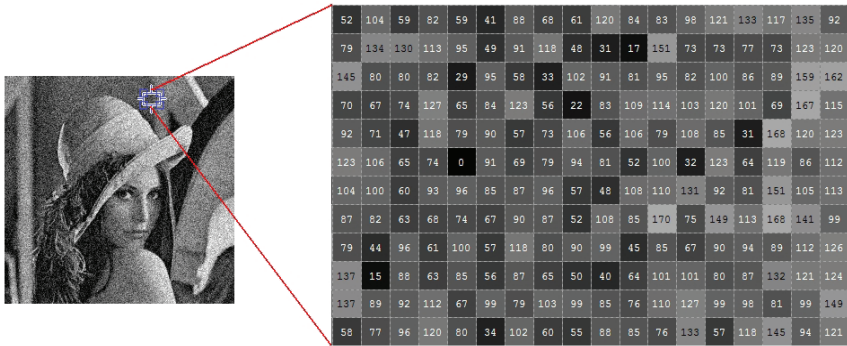 52 104 59 82 59 41 88 68 61 120 84 83 98 121 133 117 135 92
79 134 130 113 95 49 91 118 48 31 17 151 73 73 77 73 123 120
145 80 80 82 29 95 58 33 102 91 81 95 82 100 86 89 159 162
70 67 74 127 65 84 123 56 22 83 109 114 103 120 101 69 167 115
92 71 47 118 79 90 57 73 106 56 106 79 108 85 31 168 120 123
123 106 65 74 0 91 69 79 94 81 52 100 32 123 64 119 86 112
104 100 60 93 96 85 87 96 57 48 108 110 131 92 81 151 105 113
87 82 63 68 74 67 90 87 52 108 85 170 75 149 113 168 141 99
79 44 96 61 100 57 118 80 90 99 45 85 67 90 94 89 112 126
137 15 88 63 85 56 87 65 50 40 64 101 101 80 87 132 121 124
137 89 92 112 67 99 79 103 99 85 76 110 127 99 98 81 99 149
58 77 96 120 80 34 102 60 55 88 85 76 133 57 118 145 94 121